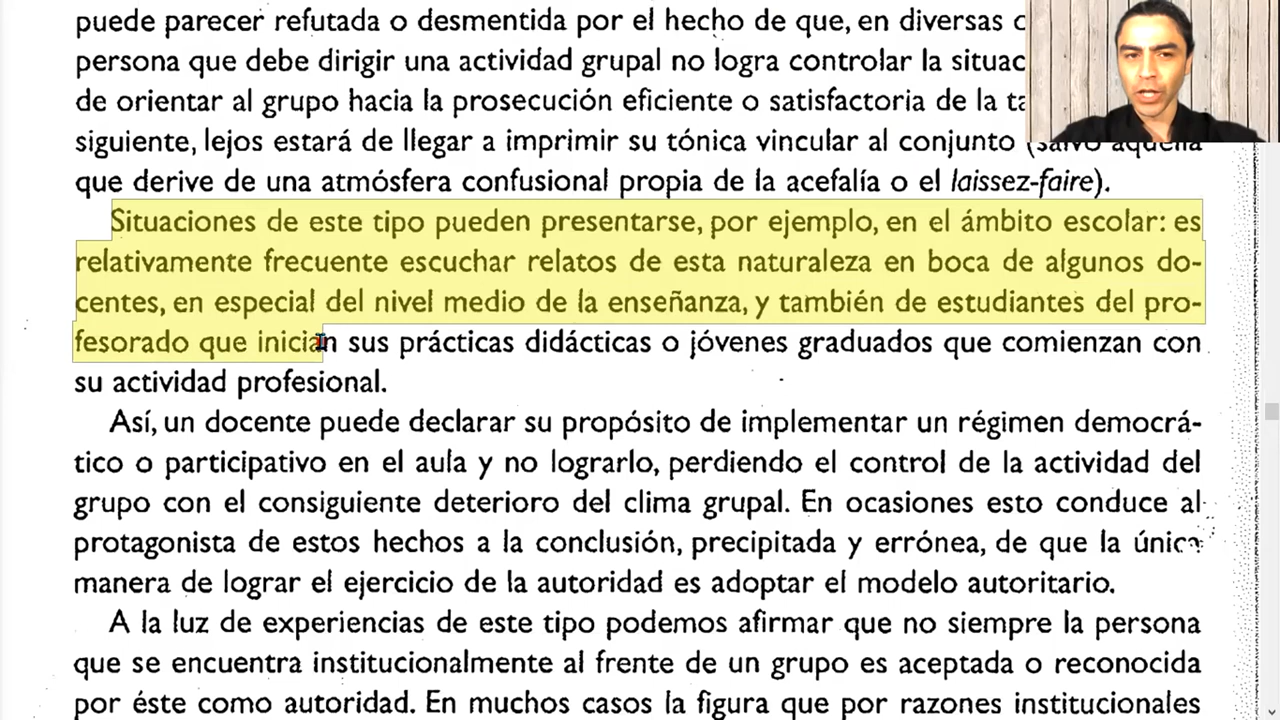 puede parecer refutada o desmentida por el hecho de que, en diversas
persona que debe dirigir una actividad grupal no logra controlar la
de orientar al grupo hacia la prosecución eficiente o satisfactoria de la
siguiente, lejos estará de llegar a imprimir su tónica vincular al conjunto (salvo aquella
que derive de una atmósfera confusional propia de la acefalía o el laissez-faire).
Situaciones de este tipo pueden presentarse, por ejemplo, en el ámbito escolar: es
relativamente frecuente escuchar relatos de esta naturaleza en boca de algunos do-
centes, en especial del nivel medio de la enseñanza, y también de estudiantes del pro-
fesorado que inician sus prácticas didácticas o jóvenes graduados que comienzan con
su actividad profesional.
Así, un docente puede declarar su propósito de implementar un régimen democrá-
tico o participativo en el aula y no lograrlo, perdiendo el control de la actividad del
grupo con el consiguiente deterioro del clima grupal. En ocasiones esto conduce al
protagonista de estos hechos a la conclusión, precipitada y errónea, de que la única
manera de lograr el ejercicio de la autoridad es adoptar el modelo autoritario.
A la luz de experiencias de este tipo podemos afirmar que no siempre la persona
que se encuentra institucionalmente al frente de un grupo es aceptada o reconocida
por éste como autoridad. En muchos casos la figura que por razones institucionales